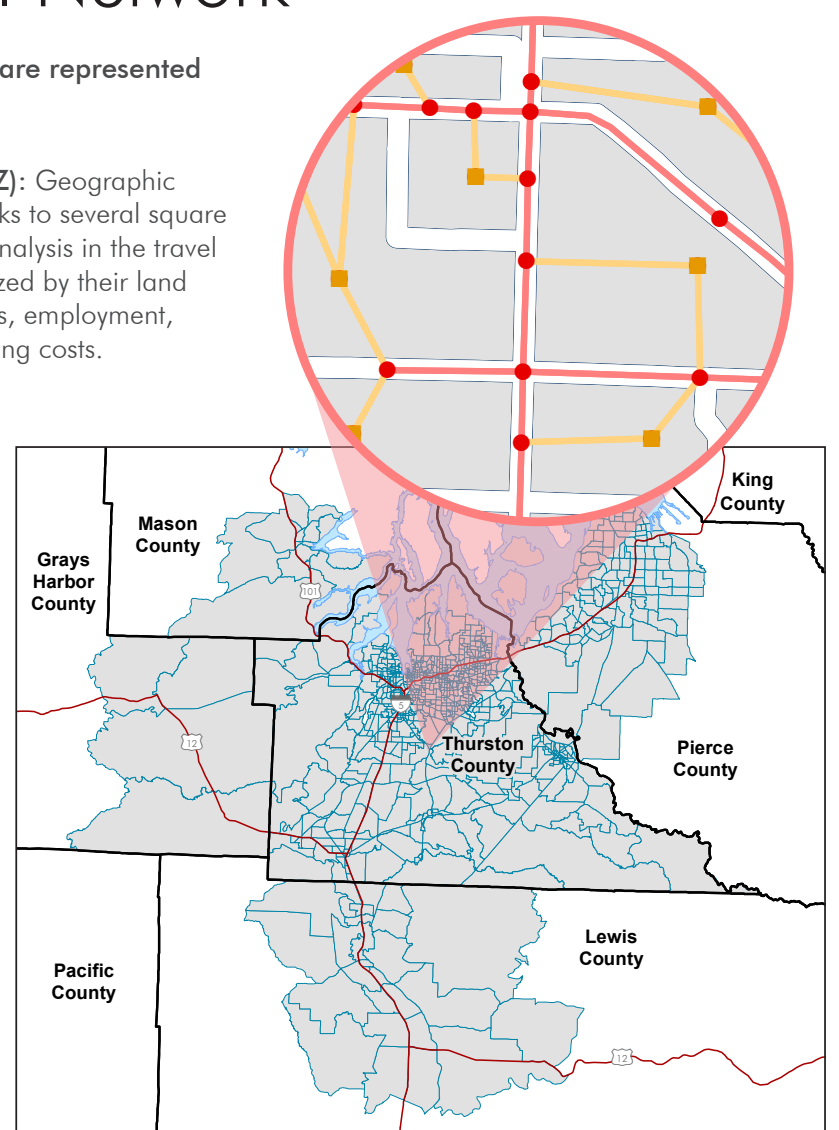 are represented
Z): Geographic
ks to several square
nalysis in the travel
zed by their land
s, employment,
ng costs.
King
County
Mason
County
Grays
Harbor
County
101
5
12
Thurston
County
Pierce
County
Lewis
County
Pacific
County
12